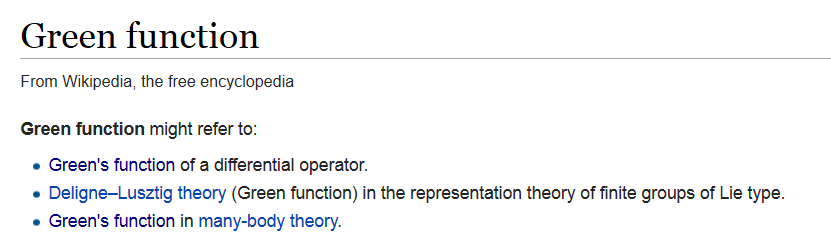 Green function
From Wikipedia, the free encyclopedia
Green function might refer to:
Green's function of a differential operator.
Deligne–Lusztig theory (Green function) in the representation theory of finite groups of Lie type.
Green's function in many-body theory.